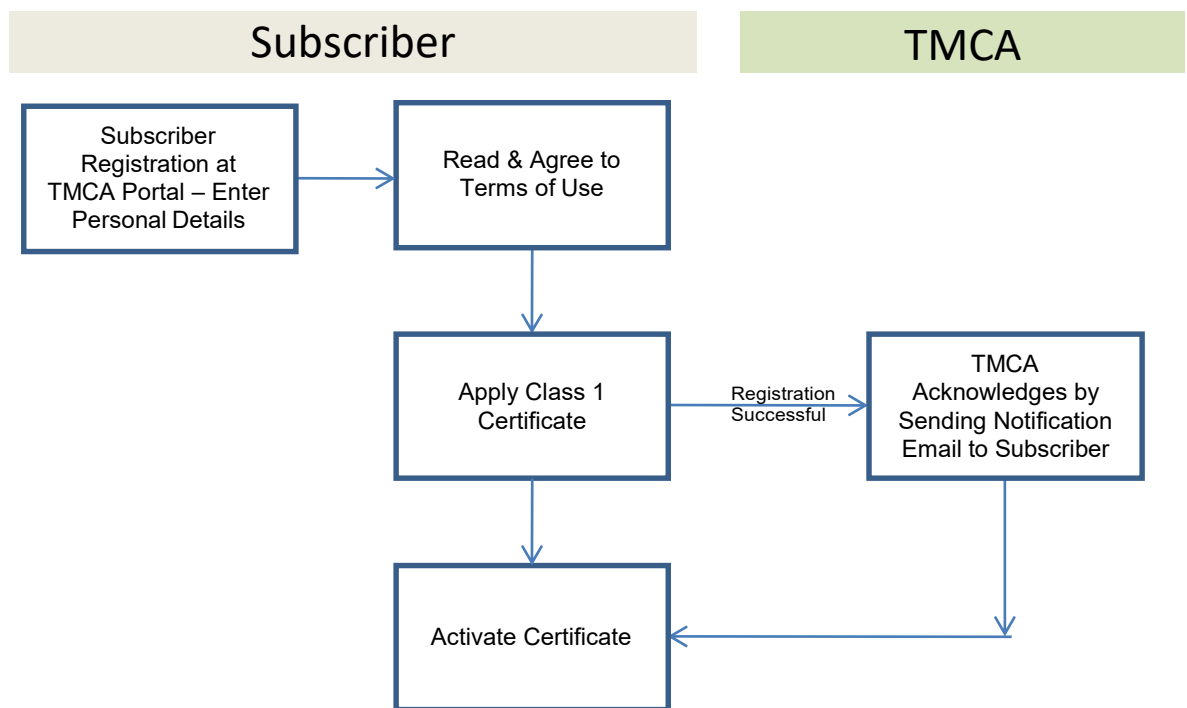 Subscriber
TMCA
Subscriber
Registration at
TMCA Portal – Enter
Personal Details
Read & Agree to
Terms of Use
Apply Class 1
Certificate
Registration
Successful
TMCA
Acknowledges by
Sending Notification
Email to Subscriber
Activate Certificate